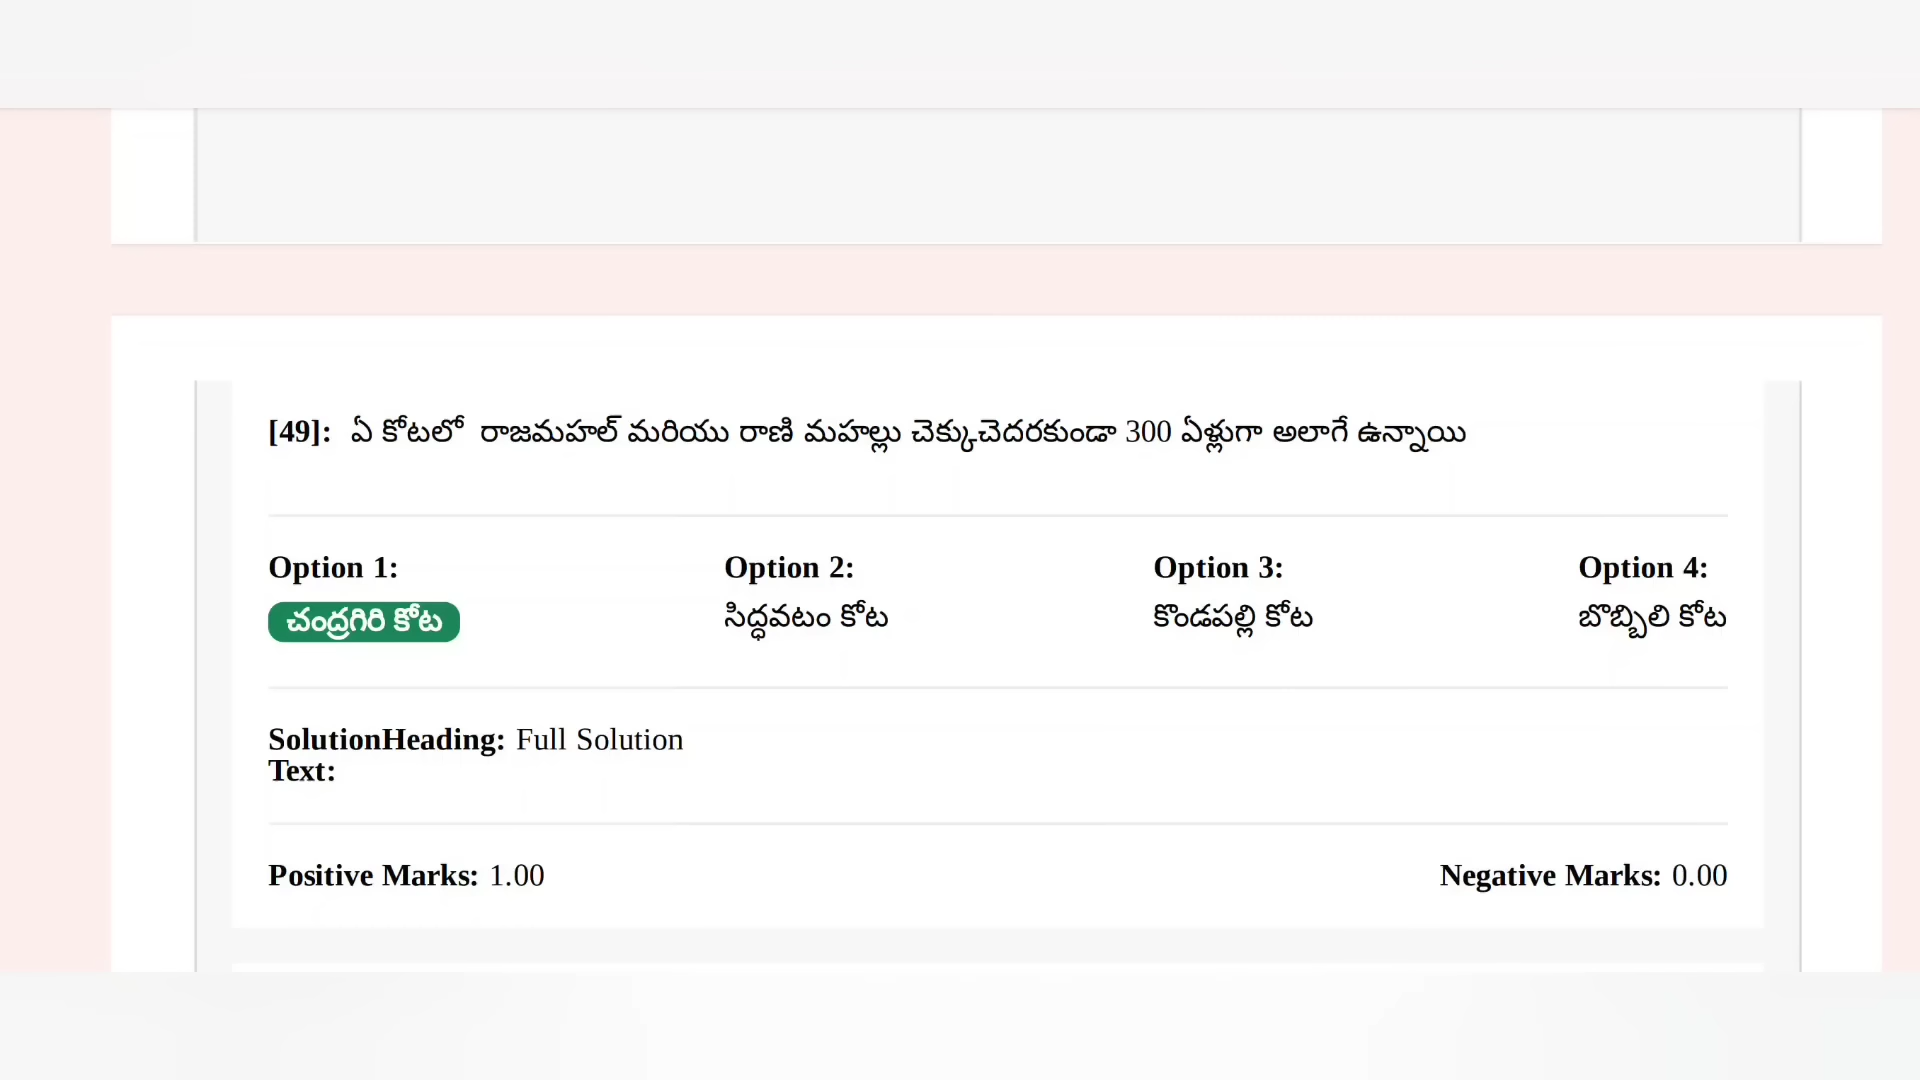 [49]: ఏ కోటలో రాజమహల్ మరియు రాణి మహల్లు చెక్కుచెదరకుండా 300 ఏళ్లుగా అలాగే ఉన్నాయి
Option 1: Option 2: Option 3: Option 4:
చంద్రగిరి కోట సిద్ధవటం కోట కొండపల్లి కోట బొబ్బిలి కోట
SolutionHeading: Full Solution
Text:
Positive Marks: 1.00 Negative Marks: 0.00